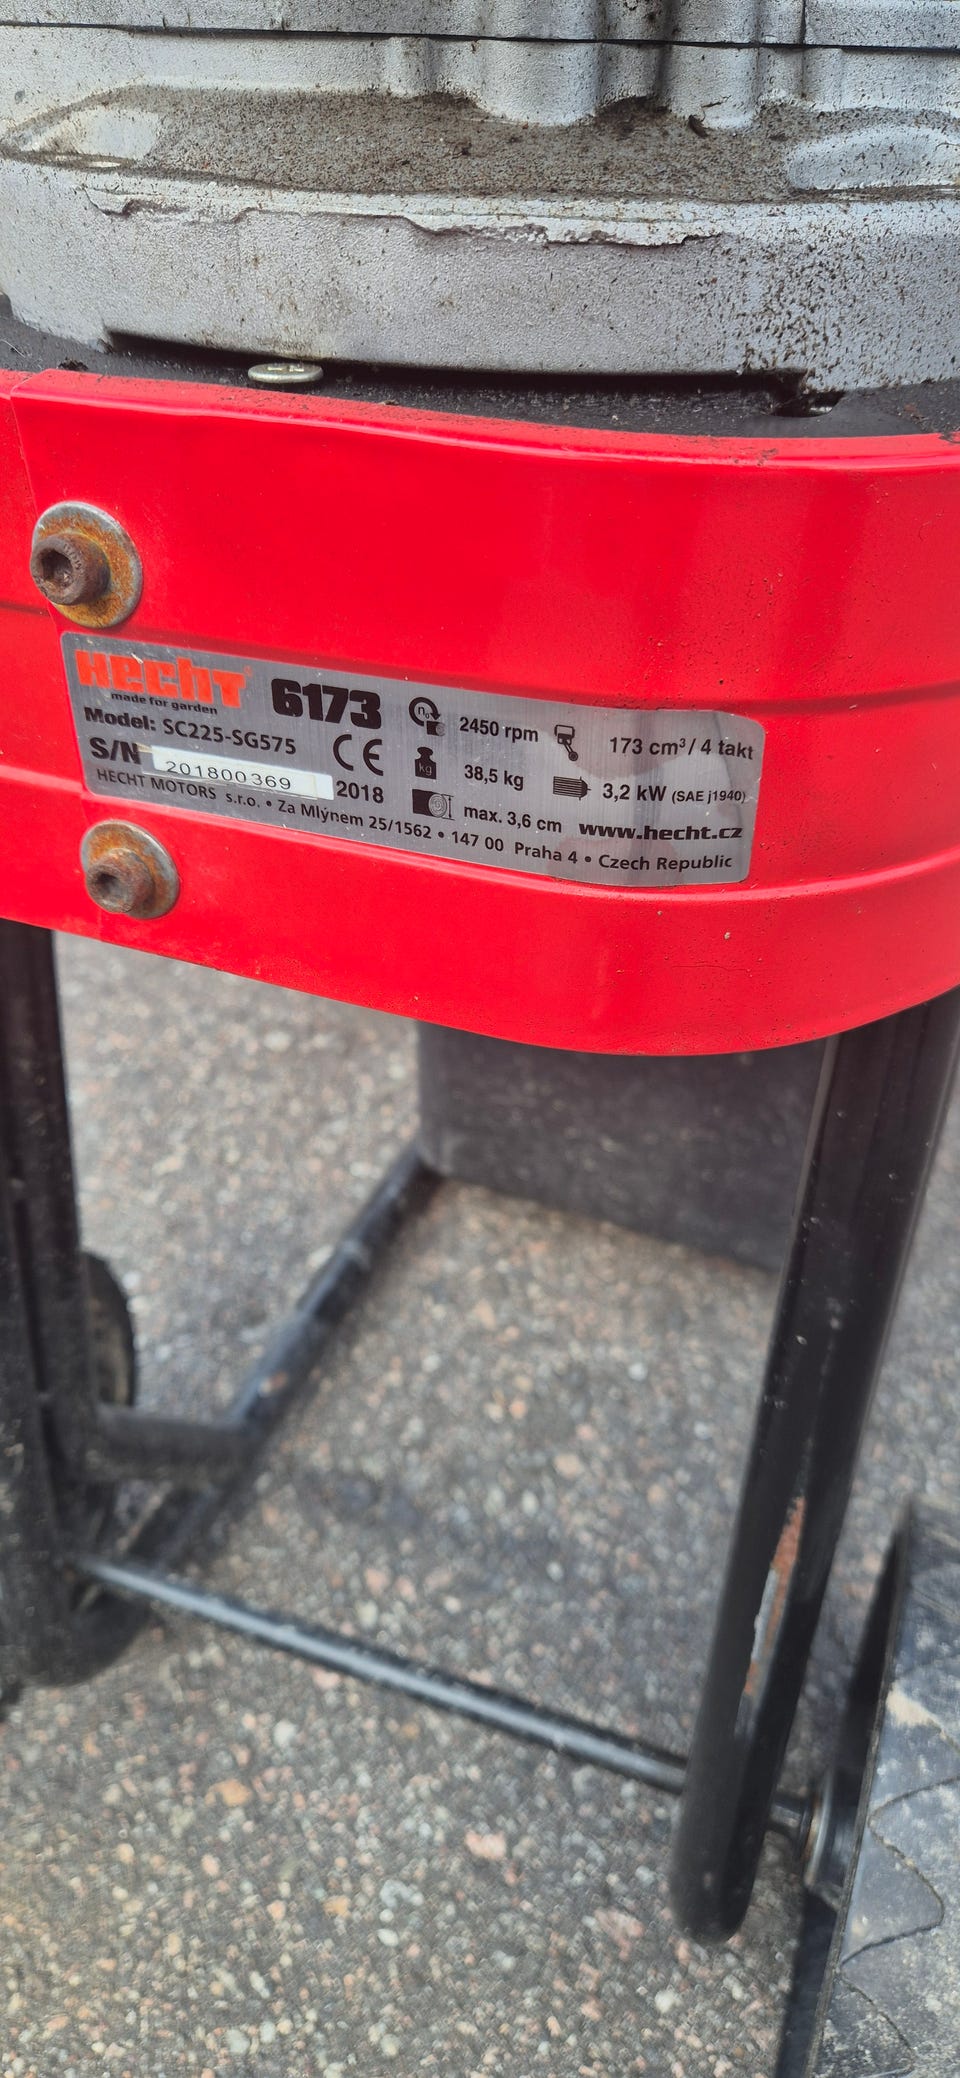 Hecht
made for garden
6173
Model: SC225-SG575
S/N 201800369
CE
2018
n₀ 2450 rpm
kg 38,5 kg
max. 3,6 cm
173 cm³/ 4 takt
3,2 kW (SAE j1940)
www.hecht.cz
HECHT MOTORS s.r.o. • Za Mlýnem 25/1562 • 147 00 Praha 4 • Czech Republic